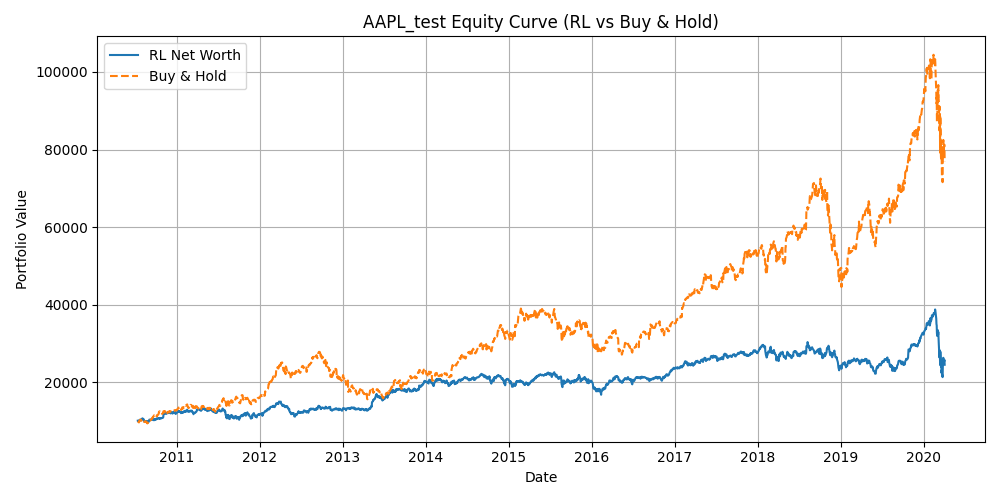 AAPL_test Equity Curve (RL vs Buy & Hold)
RL Net Worth
Buy & Hold
100000
80000
60000
40000
20000
Portfolio Value
2011 2012 2013 2014 2015 2016 2017 2018 2019 2020
Date